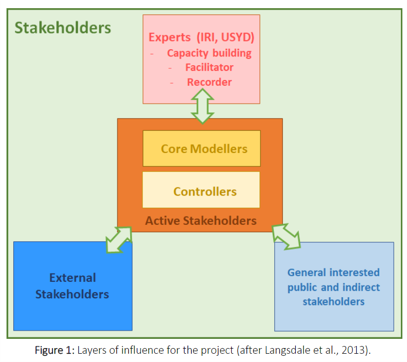 Stakeholders
Experts (IRI, USYD)
- Capacity building
- Facilitator
- Recorder
Core Modellers
Controllers
Active Stakeholders
External
Stakeholders
General interested
public and indirect
stakeholders
Figure 1: Layers of influence for the project (after Langsdale et al., 2013).